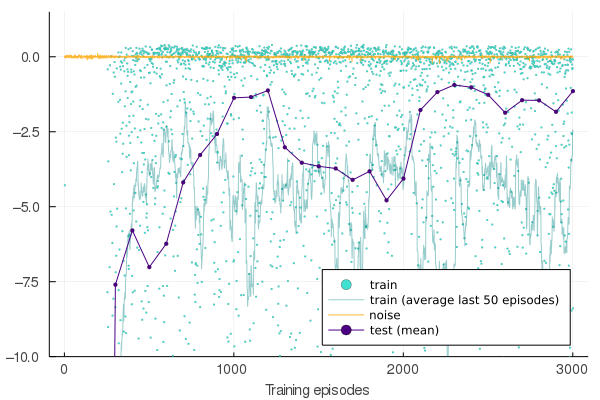 0.0
−2.5
−5.0
−7.5
−10.0
train
train (average last 50 episodes)
noise
test (mean)
0
1000
2000
3000
Training episodes